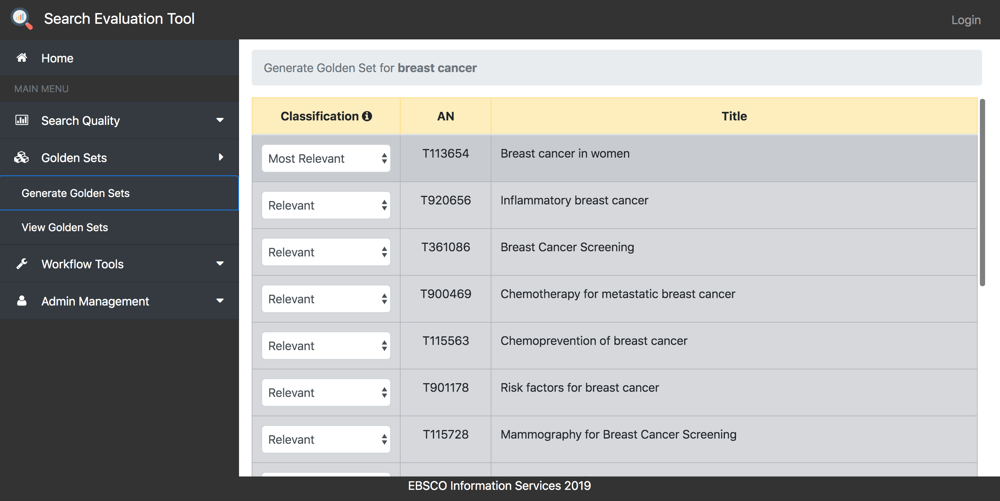 Search Evaluation Tool
Login
Home
MAIN MENU
Search Quality
Golden Sets
Generate Golden Sets
View Golden Sets
Workflow Tools
Admin Management
Generate Golden Set for breast cancer
Classification AN Title
Most Relevant T113654 Breast cancer in women
Relevant T920656 Inflammatory breast cancer
Relevant T361086 Breast Cancer Screening
Relevant T900469 Chemotherapy for metastatic breast cancer
Relevant T115563 Chemoprevention of breast cancer
Relevant T901178 Risk factors for breast cancer
Relevant T115728 Mammography for Breast Cancer Screening
EBSCO Information Services 2019